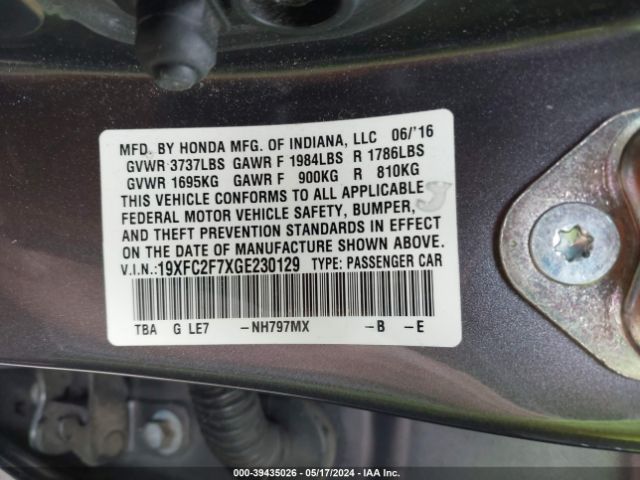 MFD. BY HONDA MFG. OF INDIANA, LLC 06/'16
GVWR 3737LBS GAWR F 1984LBS R 1786LBS
GVWR 1695KG GAWR F 900KG R 810KG
THIS VEHICLE CONFORMS TO ALL APPLICABLE
FEDERAL MOTOR VEHICLE SAFETY, BUMPER,
AND THEFT PREVENTION STANDARDS IN EFFECT
ON THE DATE OF MANUFACTURE SHOWN ABOVE.
V.I.N.:19XFC2F7XGE230129 TYPE: PASSENGER CAR
TBA G LE7 -NH797MX -B -E
000-39435026 - 05/17/2024 - IAA Inc.